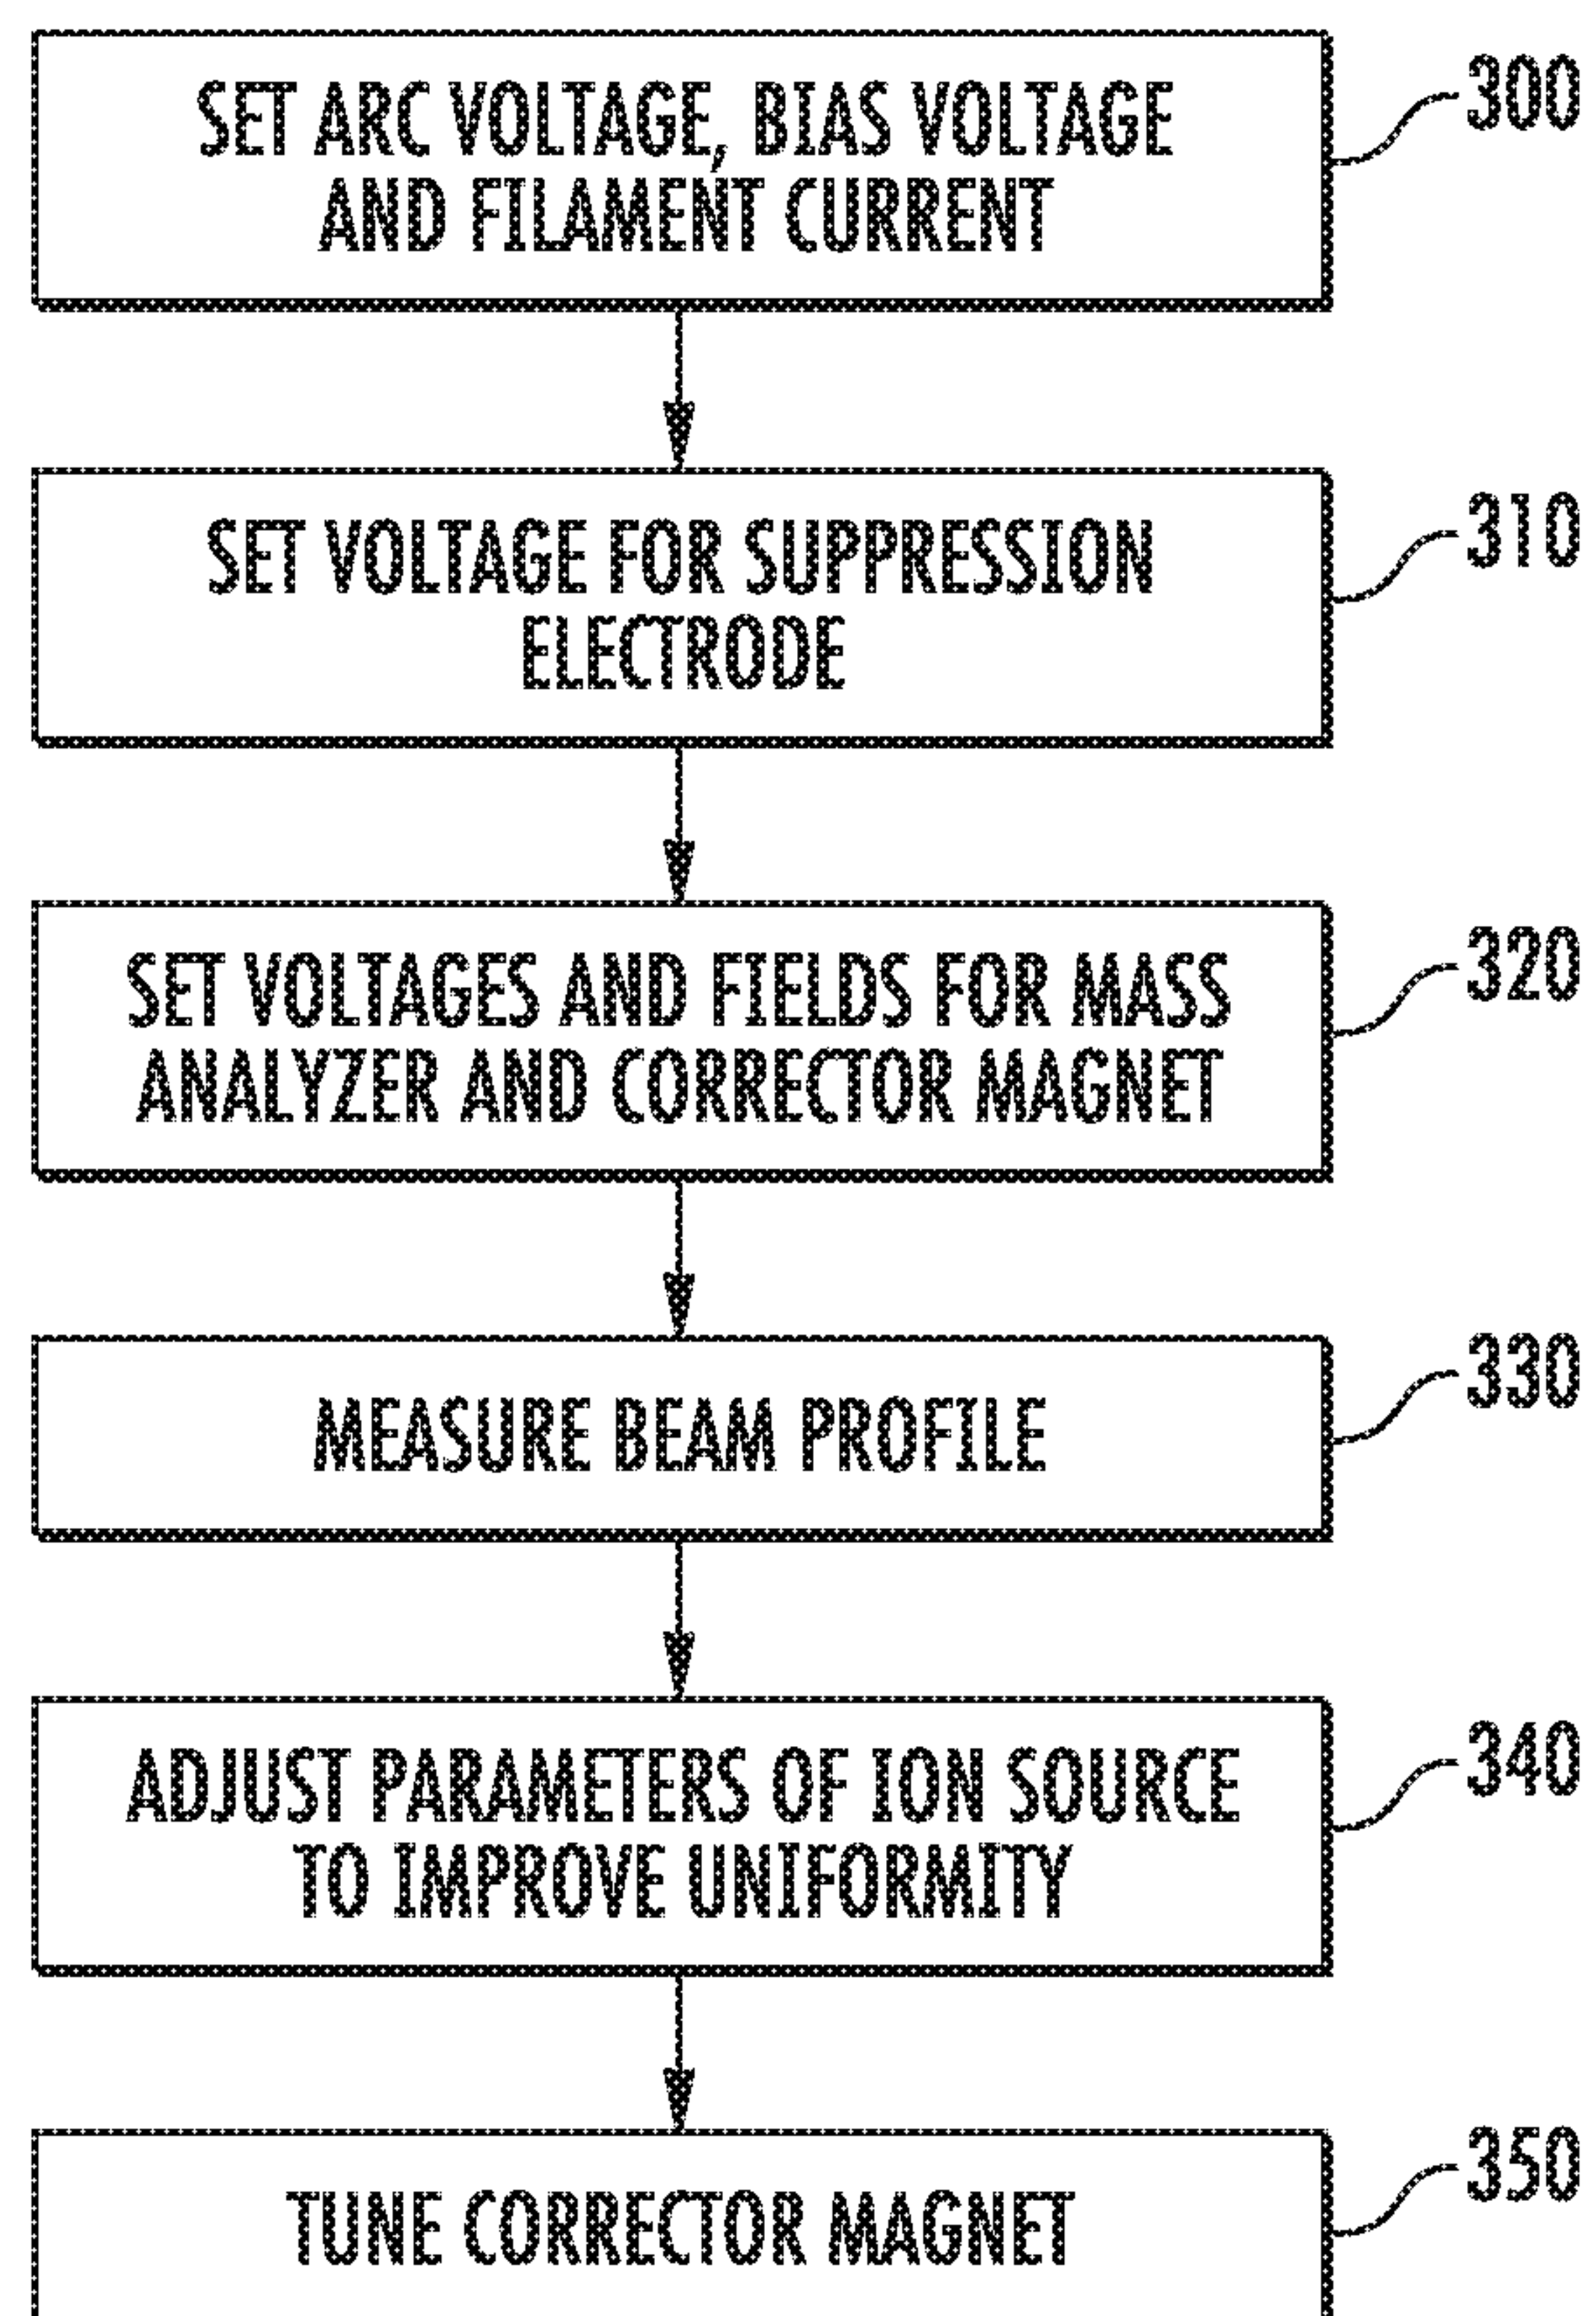 SET ARC VOLTAGE, BIAS VOLTAGE
AND FILAMENT CURRENT
300
SET VOLTAGE FOR SUPPRESSION
ELECTRODE
310
SET VOLTAGES AND FIELDS FOR MASS
ANALYZER AND CORRECTOR MAGNET
320
MEASURE BEAM PROFILE
330
ADJUST PARAMETERS OF ION SOURCE
TO IMPROVE UNIFORMITY
340
TUNE CORRECTOR MAGNET
350